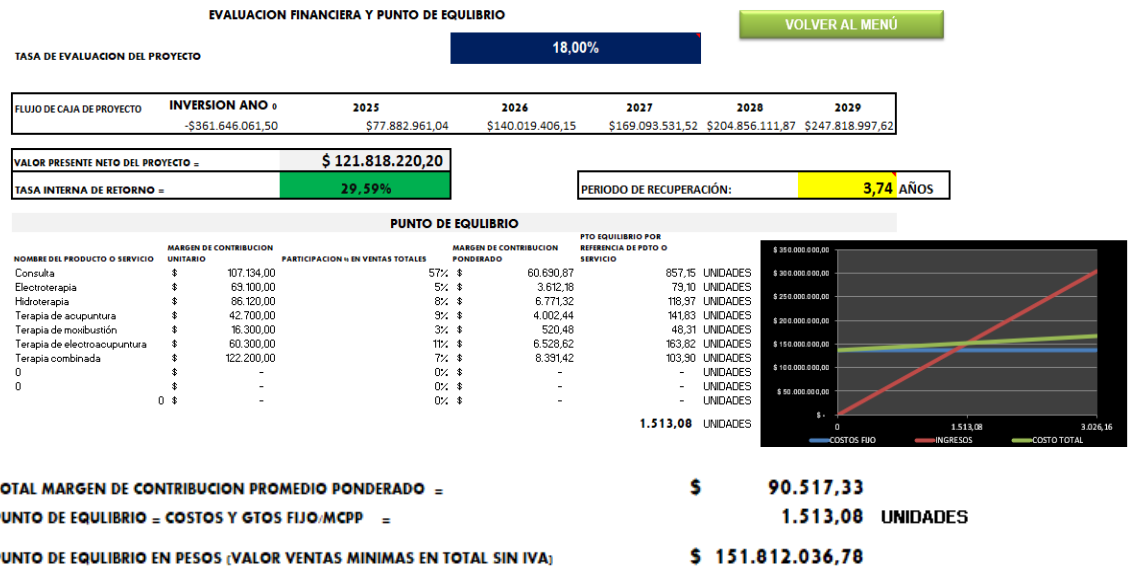 EVALUACION FINANCIERA Y PUNTO DE EQULIBRIO
VOLVER AL MENÚ
TASA DE EVALUACION DEL PROYECTO 18,00%
FLUJO DE CAJA DE PROYECTO INVERSION ANO 0 2025 2026 2027 2028 2029
-$361.646.061,50 $77.882.961,04 $140.019.406,15 $169.093.531,52 $204.856.111,87 $247.818.997,62
VALOR PRESENTE NETO DEL PROYECTO = $ 121.818.220,20
TASA INTERNA DE RETORNO = 29,59% PERIODO DE RECUPERACIÓN: 3,74 AÑOS
PUNTO DE EQULIBRIO
NOMBRE DEL PRODUCTO O SERVICIO MARGEN DE CONTRIBUCION UNITARIO PARTICIPACION % EN VENTAS TOTALES MARGEN DE CONTRIBUCION PONDERADO PTO EQUILIBRIO POR REFERENCIA DE PDTO O SERVICIO
Consulta $ 107.134,00 57% $ 60.690,87 857,15 UNIDADES
Electroterapia $ 69.100,00 5% $ 3.612,18 79,10 UNIDADES
Hidroterapia $ 86.120,00 8% $ 6.771,32 118,97 UNIDADES
Terapia de acupuntura $ 42.700,00 9% $ 4.002,44 141,83 UNIDADES
Terapia de moxibustión $ 16.300,00 3% $ 520,48 48,31 UNIDADES
Terapia de electroacupuntura $ 60.300,00 11% $ 6.528,62 163,82 UNIDADES
Terapia combinada $ 122.200,00 7% $ 8.391,42 103,90 UNIDADES
0 $ - 0% $ - - UNIDADES
0 $ - 0% $ - - UNIDADES
0 $ - 0% $ - - UNIDADES
1.513,08 UNIDADES
$ 350.000.000,00
$ 300.000.000,00
$ 250.000.000,00
$ 200.000.000,00
$ 150.000.000,00
$ 100.000.000,00
$ 50.000.000,00
$ -
0 1.513,08 3.026,16
COSTOS FIJO INGRESOS COSTO TOTAL
OTAL MARGEN DE CONTRIBUCION PROMEDIO PONDERADO = $ 90.517,33
PUNTO DE EQULIBRIO = COSTOS Y GTOS FIJO/MCPP = 1.513,08 UNIDADES
PUNTO DE EQULIBRIO EN PESOS (VALOR VENTAS MINIMAS EN TOTAL SIN IVA) $ 151.812.036,78